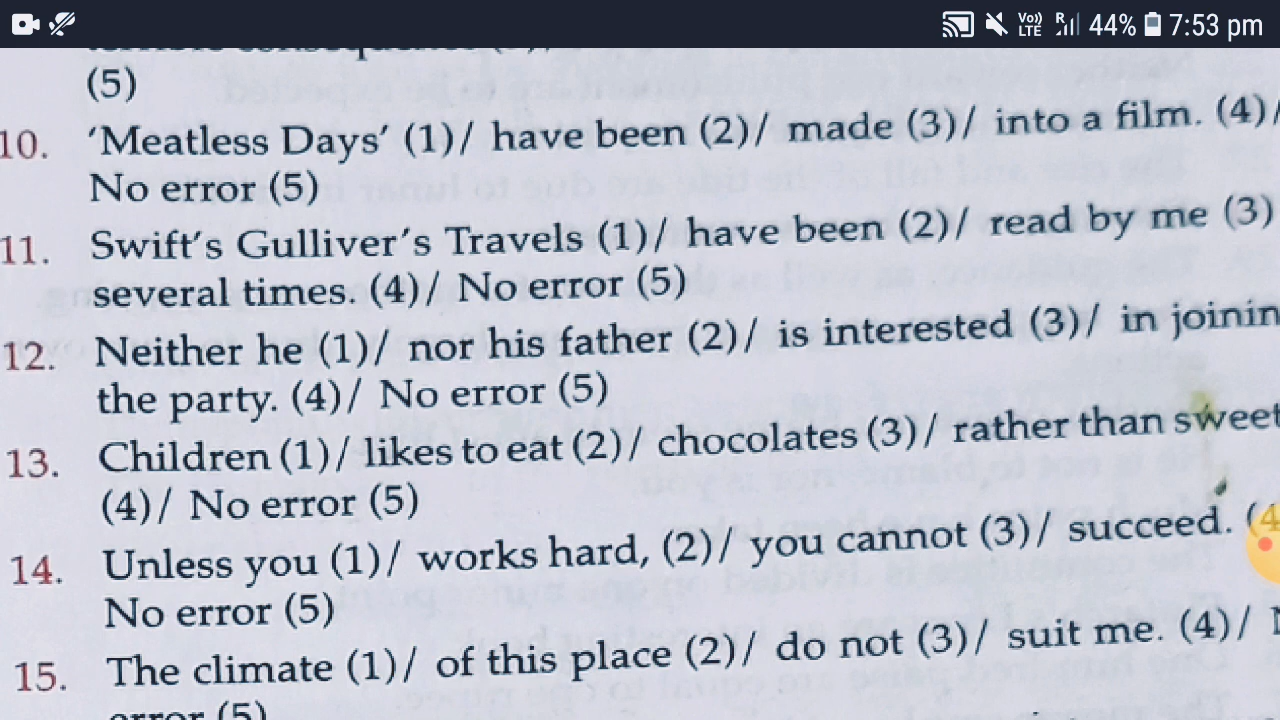 Vo)) LTE R 44% 7:53 pm
(5)
10. ‘Meatless Days’ (1)/ have been (2)/ made (3)/ into a film. (4)/
No error (5)
11. Swift’s Gulliver’s Travels (1)/ have been (2)/ read by me (3)
several times. (4)/ No error (5)
12. Neither he (1)/ nor his father (2)/ is interested (3)/ in joinin
the party. (4)/ No error (5)
13. Children (1)/ likes to eat (2)/ chocolates (3)/ rather than sweet
(4)/ No error (5)
14. Unless you (1)/ works hard, (2)/ you cannot (3)/ succeed. (4
No error (5)
15. The climate (1)/ of this place (2)/ do not (3)/ suit me. (4)/
error (5)